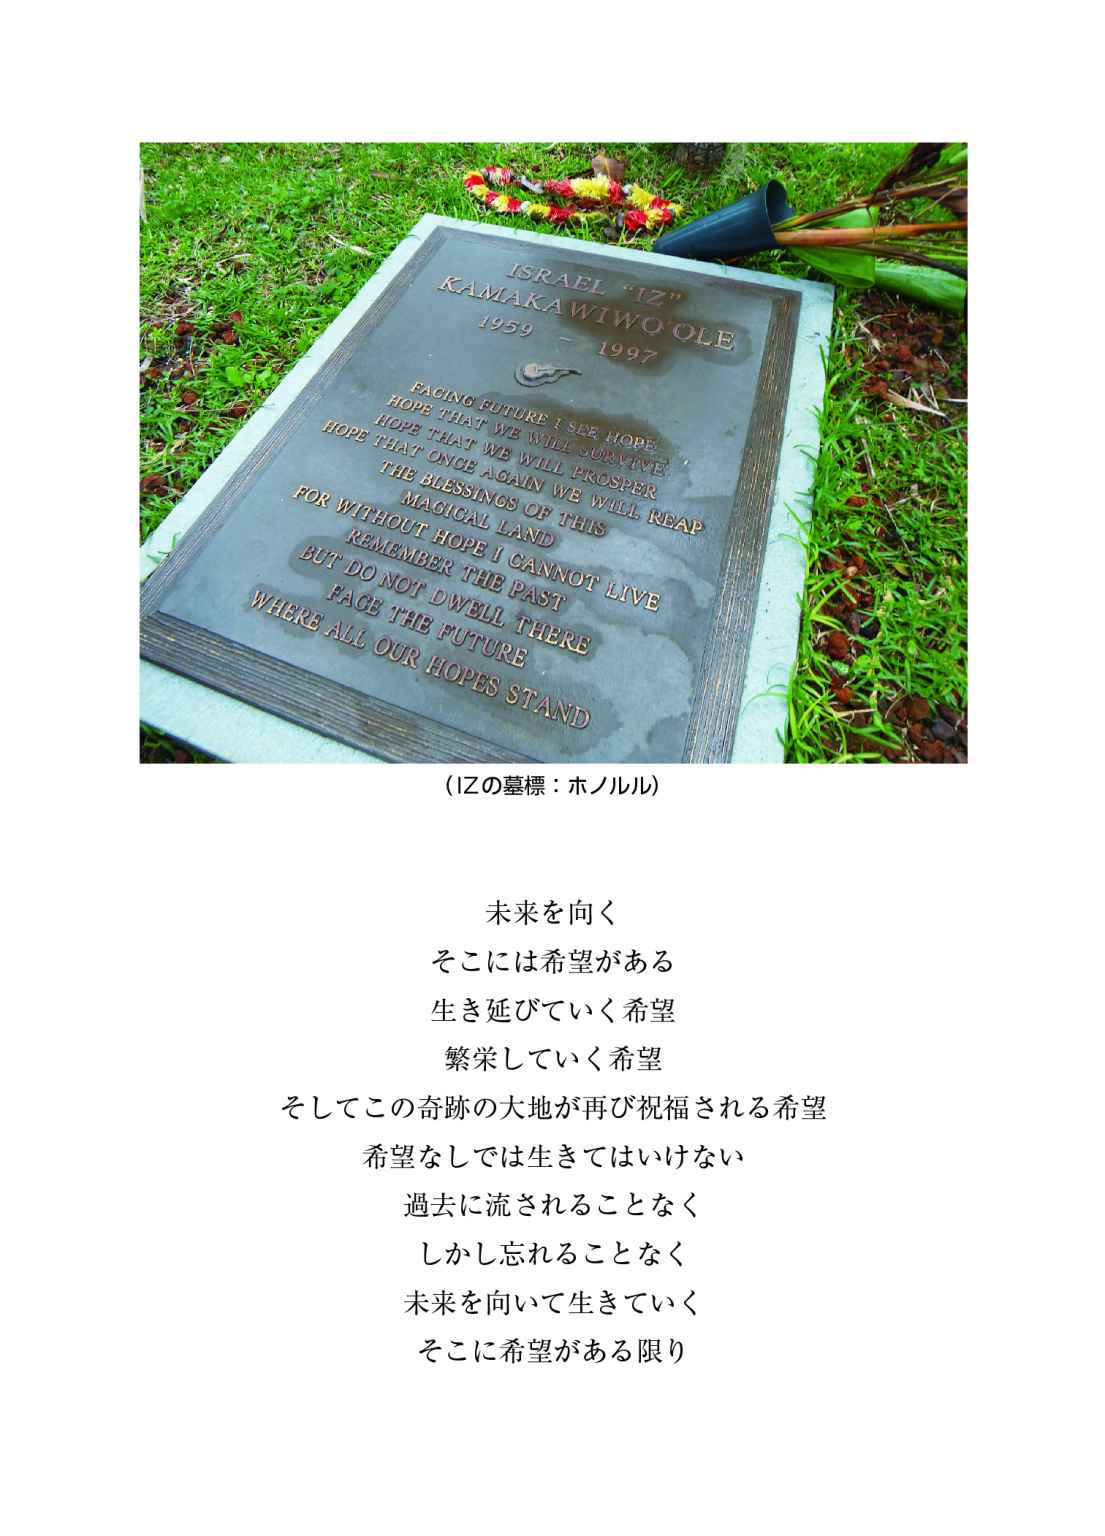 ISRAEL "IZ"
KAMAKAWIWO'OLE
1959 – 1997
FACING FUTURE I SEE HOPE
HOPE THAT WE WILL SURVIVE
HOPE THAT WE WILL PROSPER
HOPE THAT ONCE AGAIN WE WILL REAP
THE BLESSINGS OF THIS
MAGICAL LAND
FOR WITHOUT HOPE I CANNOT LIVE
REMEMBER THE PAST
BUT DO NOT DWELL THERE
FACE THE FUTURE
WHERE ALL OUR HOPES STAND
（IZの墓標：ホノルル）
未来を向く
そこには希望がある
生き延びていく希望
繁栄していく希望
そしてこの奇跡の大地が再び祝福される希望
希望なしでは生きてはいけない
過去に流されることなく
しかし忘れることなく
未来を向いて生きていく
そこに希望がある限り